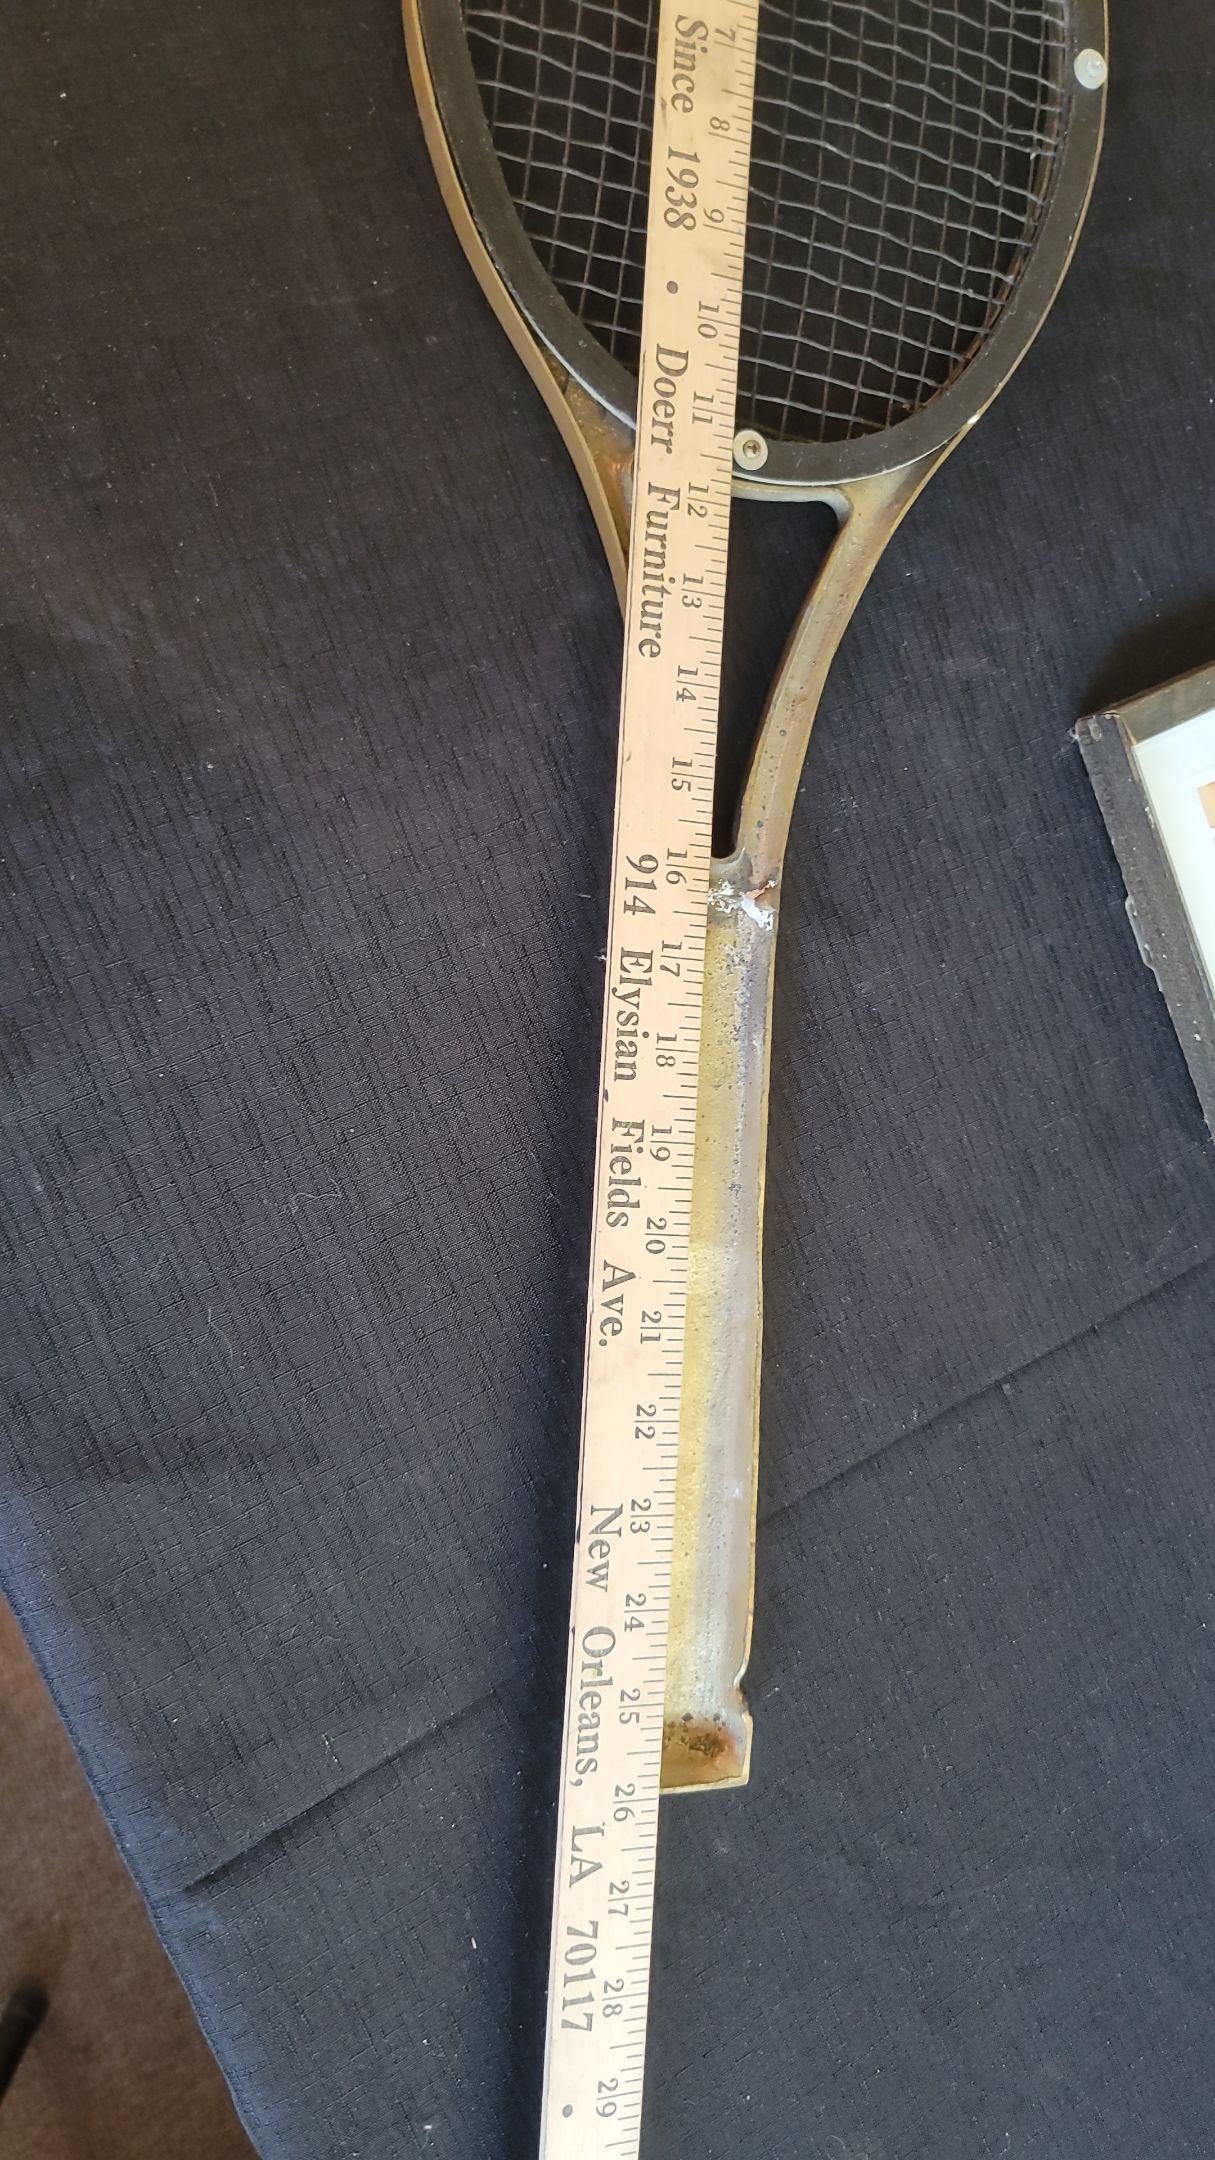 Since 1938 • Doerr Furniture 914 Elysian Fields Ave. New Orleans, LA 70117 •
7 8 9 10 11 12 13 14 15 16 17 18 19 20 21 22 23 24 25 26 27 28 29